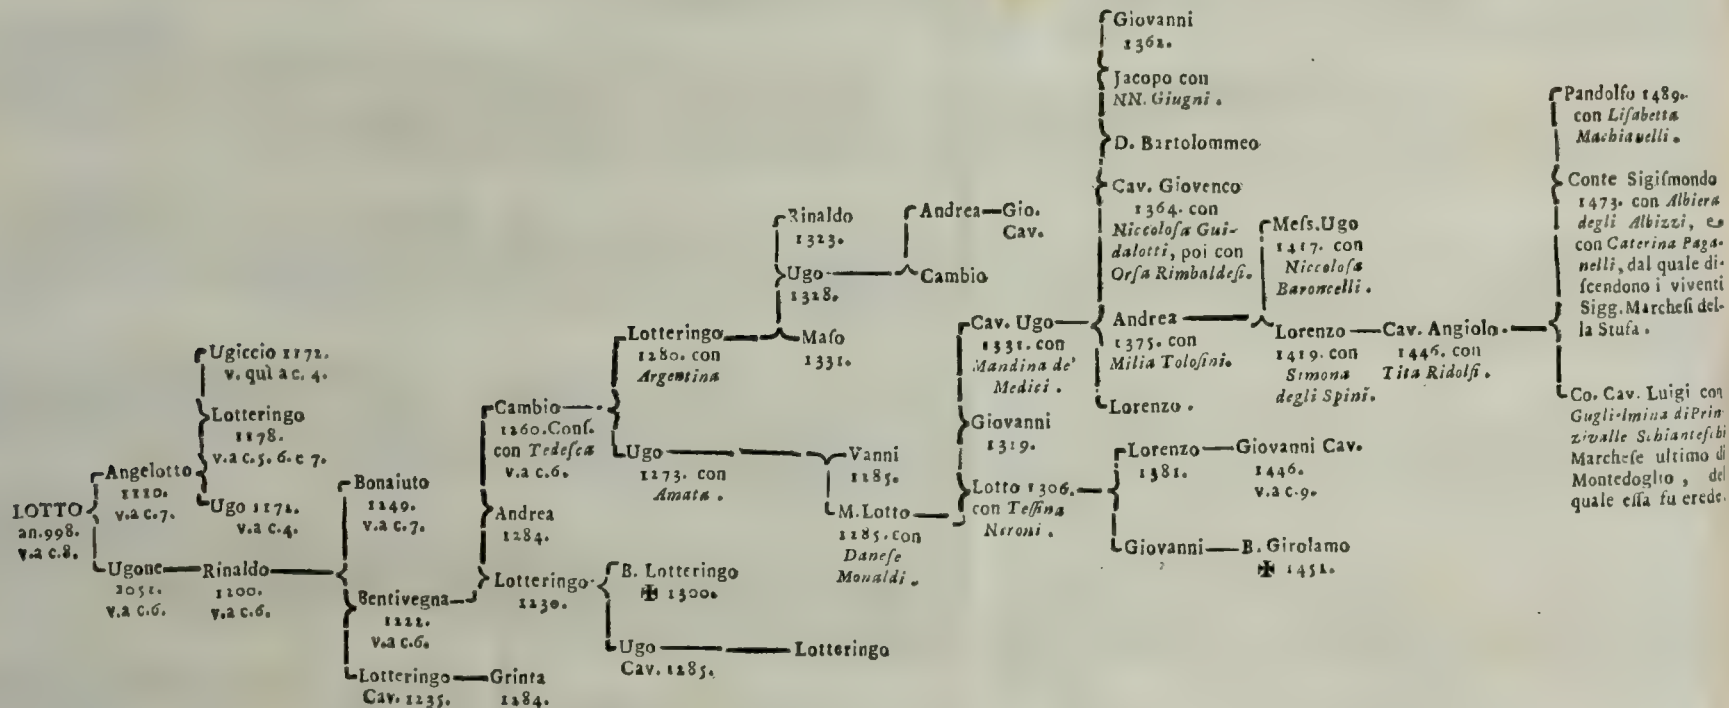 LOTTO
an.998.
v.a c.8.
Angelotto
1120.
v.a c.7.
Ugone
1051.
v.a c.6.
Ugiccio 1172.
v. quì a c. 4.
Lotteringo
1178.
v.a c.5. 6. e 7.
Ugo 1172.
v.a c.4.
Rinaldo
1200.
v.a c.6.
Bonaiuto
1249.
v.a c.7.
Bentivegna
1222.
v.a c.6.
Lotteringo
Cav. 1235.
Grinta
1284.
Cambio
1260. Conſ.
con Tedeſca
v.a c.6.
Andrea
1284.
Lotteringo
1230.
Lotteringo
1280. con
Argentina
Ugo
1273. con
Amata.
B. Lotteringo
✠ 1300.
Ugo
Cav. 1285.
Lotteringo
Rinaldo
1323.
Ugo
1328.
Maſo
1331.
Andrea—Gio.
Cav.
Cambio
Vanni
1285.
M. Lotto
1285. con
Daneſe
Monaldi.
Cav. Ugo
1331. con
Mandina de'
Medici.
Giovanni
1319.
Lotto 1306.
con Teſſina
Neroni.
Giovanni
1362.
Jacopo con
NN. Giugni.
D. Bartolommeo
Cav. Giovenco
1364. con
Niccoloſa Gui-
dalotti, poi con
Orſa Rimbaldeſi.
Andrea
1375. con
Milia Toloſini.
Lorenzo.
Lorenzo
1381.
Giovanni Cav.
1446.
v.a c.9.
Giovanni
B. Girolamo
✠ 1451.
Meſs. Ugo
1417. con
Niccoloſa
Baroncelli.
Lorenzo
1419. con
Simona
degli Spini.
Cav. Angiolo.
1446. con
Tita Ridolfi.
Pandolfo 1489.
con Liſabetta
Machiavelli.
Conte Sigiſmondo
1473. con Albiera
degli Albizzi, e
con Caterina Paga-
nelli, dal quale di-
ſcendono i viventi
Sigg. Marcheſi del-
la Stufa.
Co. Cav. Luigi con
Guglielmina di Prin
zivalle Schianteſchi
Marcheſe ultimo di
Montedoglio, del
quale eſſa fu erede.